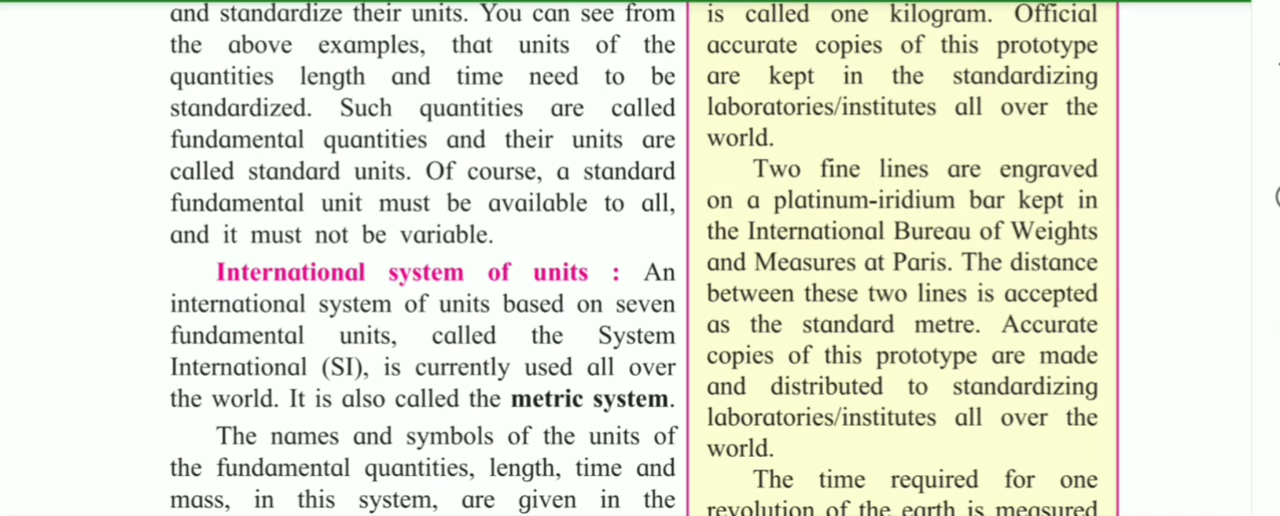 and standardize their units. You can see from
the above examples, that units of the
quantities length and time need to be
standardized. Such quantities are called
fundamental quantities and their units are
called standard units. Of course, a standard
fundamental unit must be available to all,
and it must not be variable.
International system of units : An
international system of units based on seven
fundamental units, called the System
International (SI), is currently used all over
the world. It is also called the metric system.
The names and symbols of the units of
the fundamental quantities, length, time and
mass, in this system, are given in the
is called one kilogram. Official
accurate copies of this prototype
are kept in the standardizing
laboratories/institutes all over the
world.
Two fine lines are engraved
on a platinum-iridium bar kept in
the International Bureau of Weights
and Measures at Paris. The distance
between these two lines is accepted
as the standard metre. Accurate
copies of this prototype are made
and distributed to standardizing
laboratories/institutes all over the
world.
The time required for one
revolution of the earth is measured